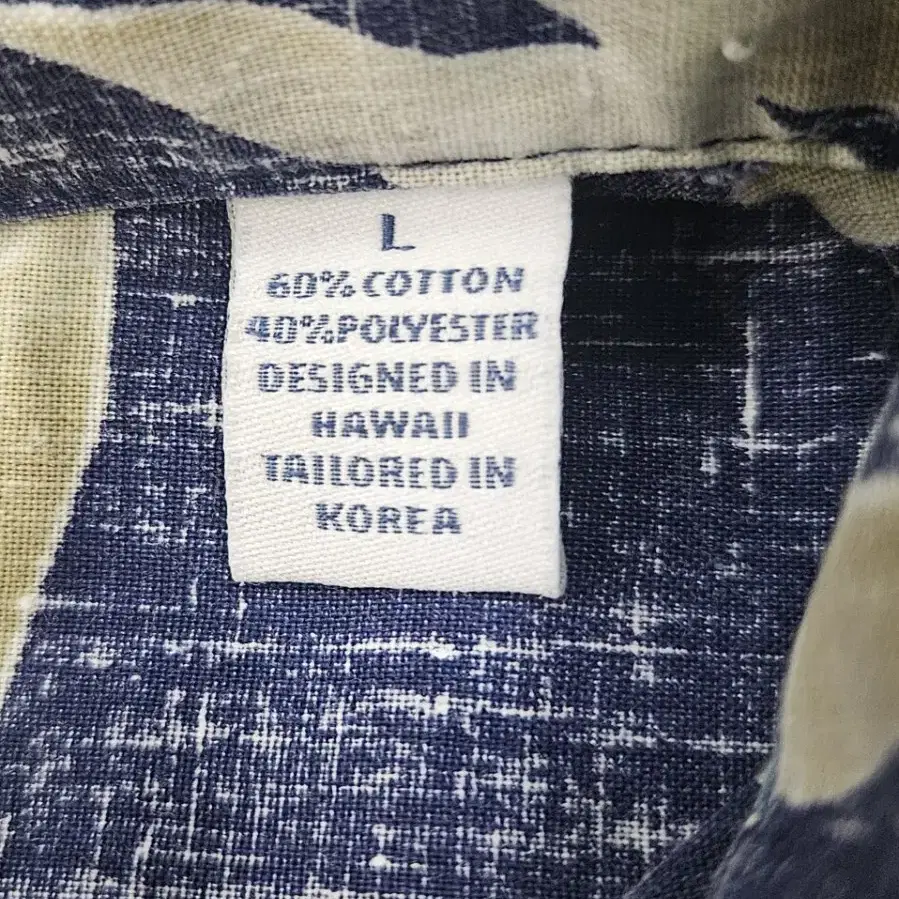 L
60% COTTON
40% POLYESTER
DESIGNED IN
HAWAII
TAILORED IN
KOREA